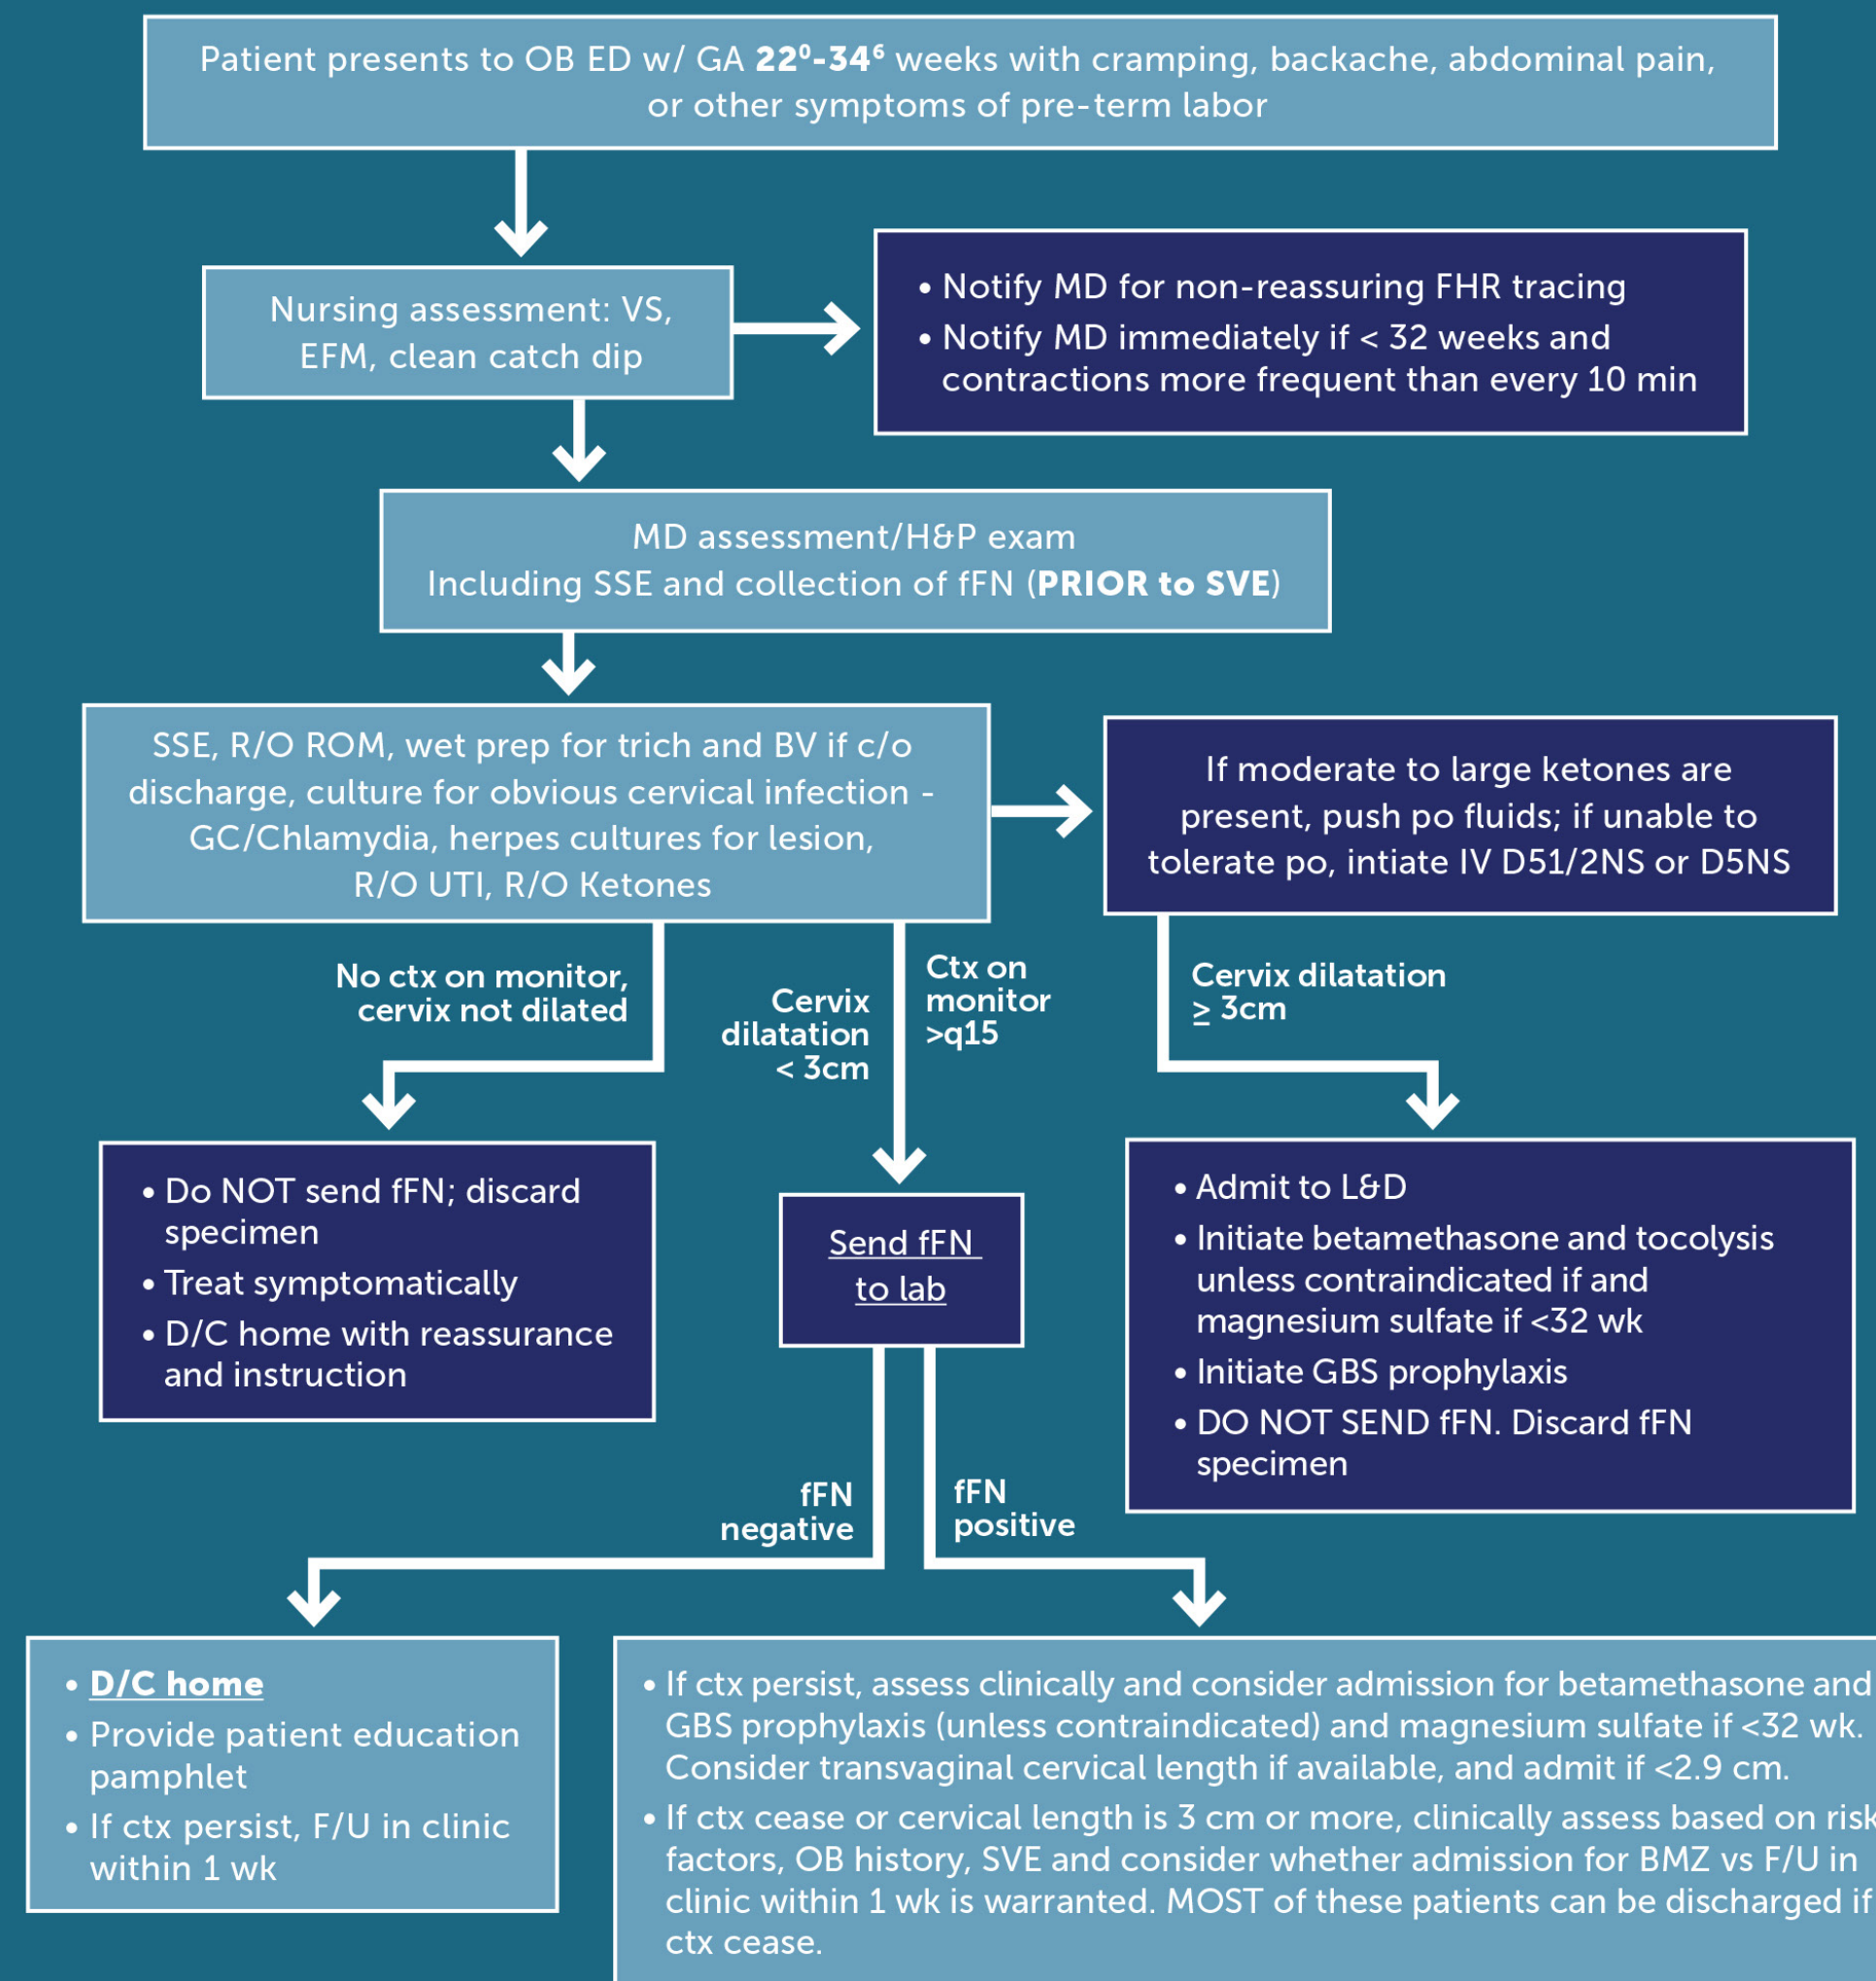 Patient presents to OB ED w/ GA 22⁰-34⁶ weeks with cramping, backache, abdominal pain,
or other symptoms of pre-term labor
Nursing assessment: VS,
EFM, clean catch dip
• Notify MD for non-reassuring FHR tracing
• Notify MD immediately if < 32 weeks and
contractions more frequent than every 10 min
MD assessment/H&P exam
Including SSE and collection of fFN (PRIOR to SVE)
SSE, R/O ROM, wet prep for trich and BV if c/o
discharge, culture for obvious cervical infection -
GC/Chlamydia, herpes cultures for lesion,
R/O UTI, R/O Ketones
If moderate to large ketones are
present, push po fluids; if unable to
tolerate po, intiate IV D51/2NS or D5NS
No ctx on monitor,
cervix not dilated
Cervix
dilatation
< 3cm
Ctx on
monitor
>q15
Cervix dilatation
≥ 3cm
• Do NOT send fFN; discard
specimen
• Treat symptomatically
• D/C home with reassurance
and instruction
Send fFN
to lab
• Admit to L&D
• Initiate betamethasone and tocolysis
unless contraindicated if and
magnesium sulfate if <32 wk
• Initiate GBS prophylaxis
• DO NOT SEND fFN. Discard fFN
specimen
fFN
negative
fFN
positive
• D/C home
• Provide patient education
pamphlet
• If ctx persist, F/U in clinic
within 1 wk
• If ctx persist, assess clinically and consider admission for betamethasone and
GBS prophylaxis (unless contraindicated) and magnesium sulfate if <32 wk.
Consider transvaginal cervical length if available, and admit if <2.9 cm.
• If ctx cease or cervical length is 3 cm or more, clinically assess based on risk
factors, OB history, SVE and consider whether admission for BMZ vs F/U in
clinic within 1 wk is warranted. MOST of these patients can be discharged if
ctx cease.